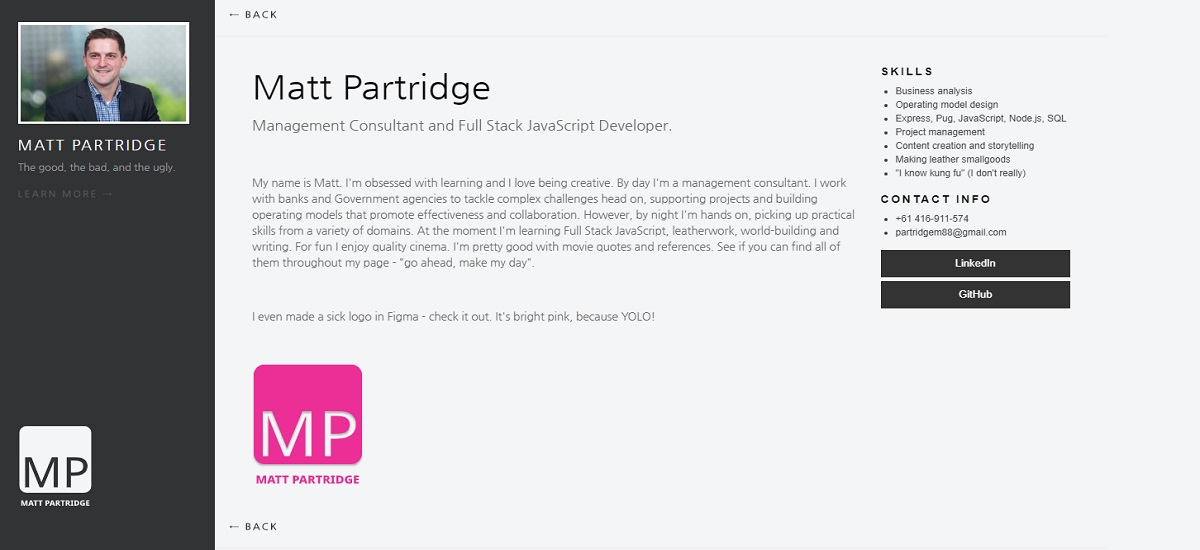 MATT PARTRIDGE
The good, the bad, and the ugly.
LEARN MORE →
MP
MATT PARTRIDGE
← BACK
Matt Partridge
Management Consultant and Full Stack JavaScript Developer.
My name is Matt. I'm obsessed with learning and I love being creative. By day I'm a management consultant. I work
with banks and Government agencies to tackle complex challenges head on, supporting projects and building
operating models that promote effectiveness and collaboration. However, by night I'm hands on, picking up practical
skills from a variety of domains. At the moment I'm learning Full Stack JavaScript, leatherwork, world-building and
writing. For fun I enjoy quality cinema. I'm pretty good with movie quotes and references. See if you can find all of
them throughout my page - "go ahead, make my day".
I even made a sick logo in Figma - check it out. It's bright pink, because YOLO!
MP
MATT PARTRIDGE
← BACK
SKILLS
• Business analysis
• Operating model design
• Express, Pug, JavaScript, Node.js, SQL
• Project management
• Content creation and storytelling
• Making leather smallgoods
• "I know kung fu" (I don't really)
CONTACT INFO
• +61 416-911-574
• partridgem88@gmail.com
LinkedIn
GitHub